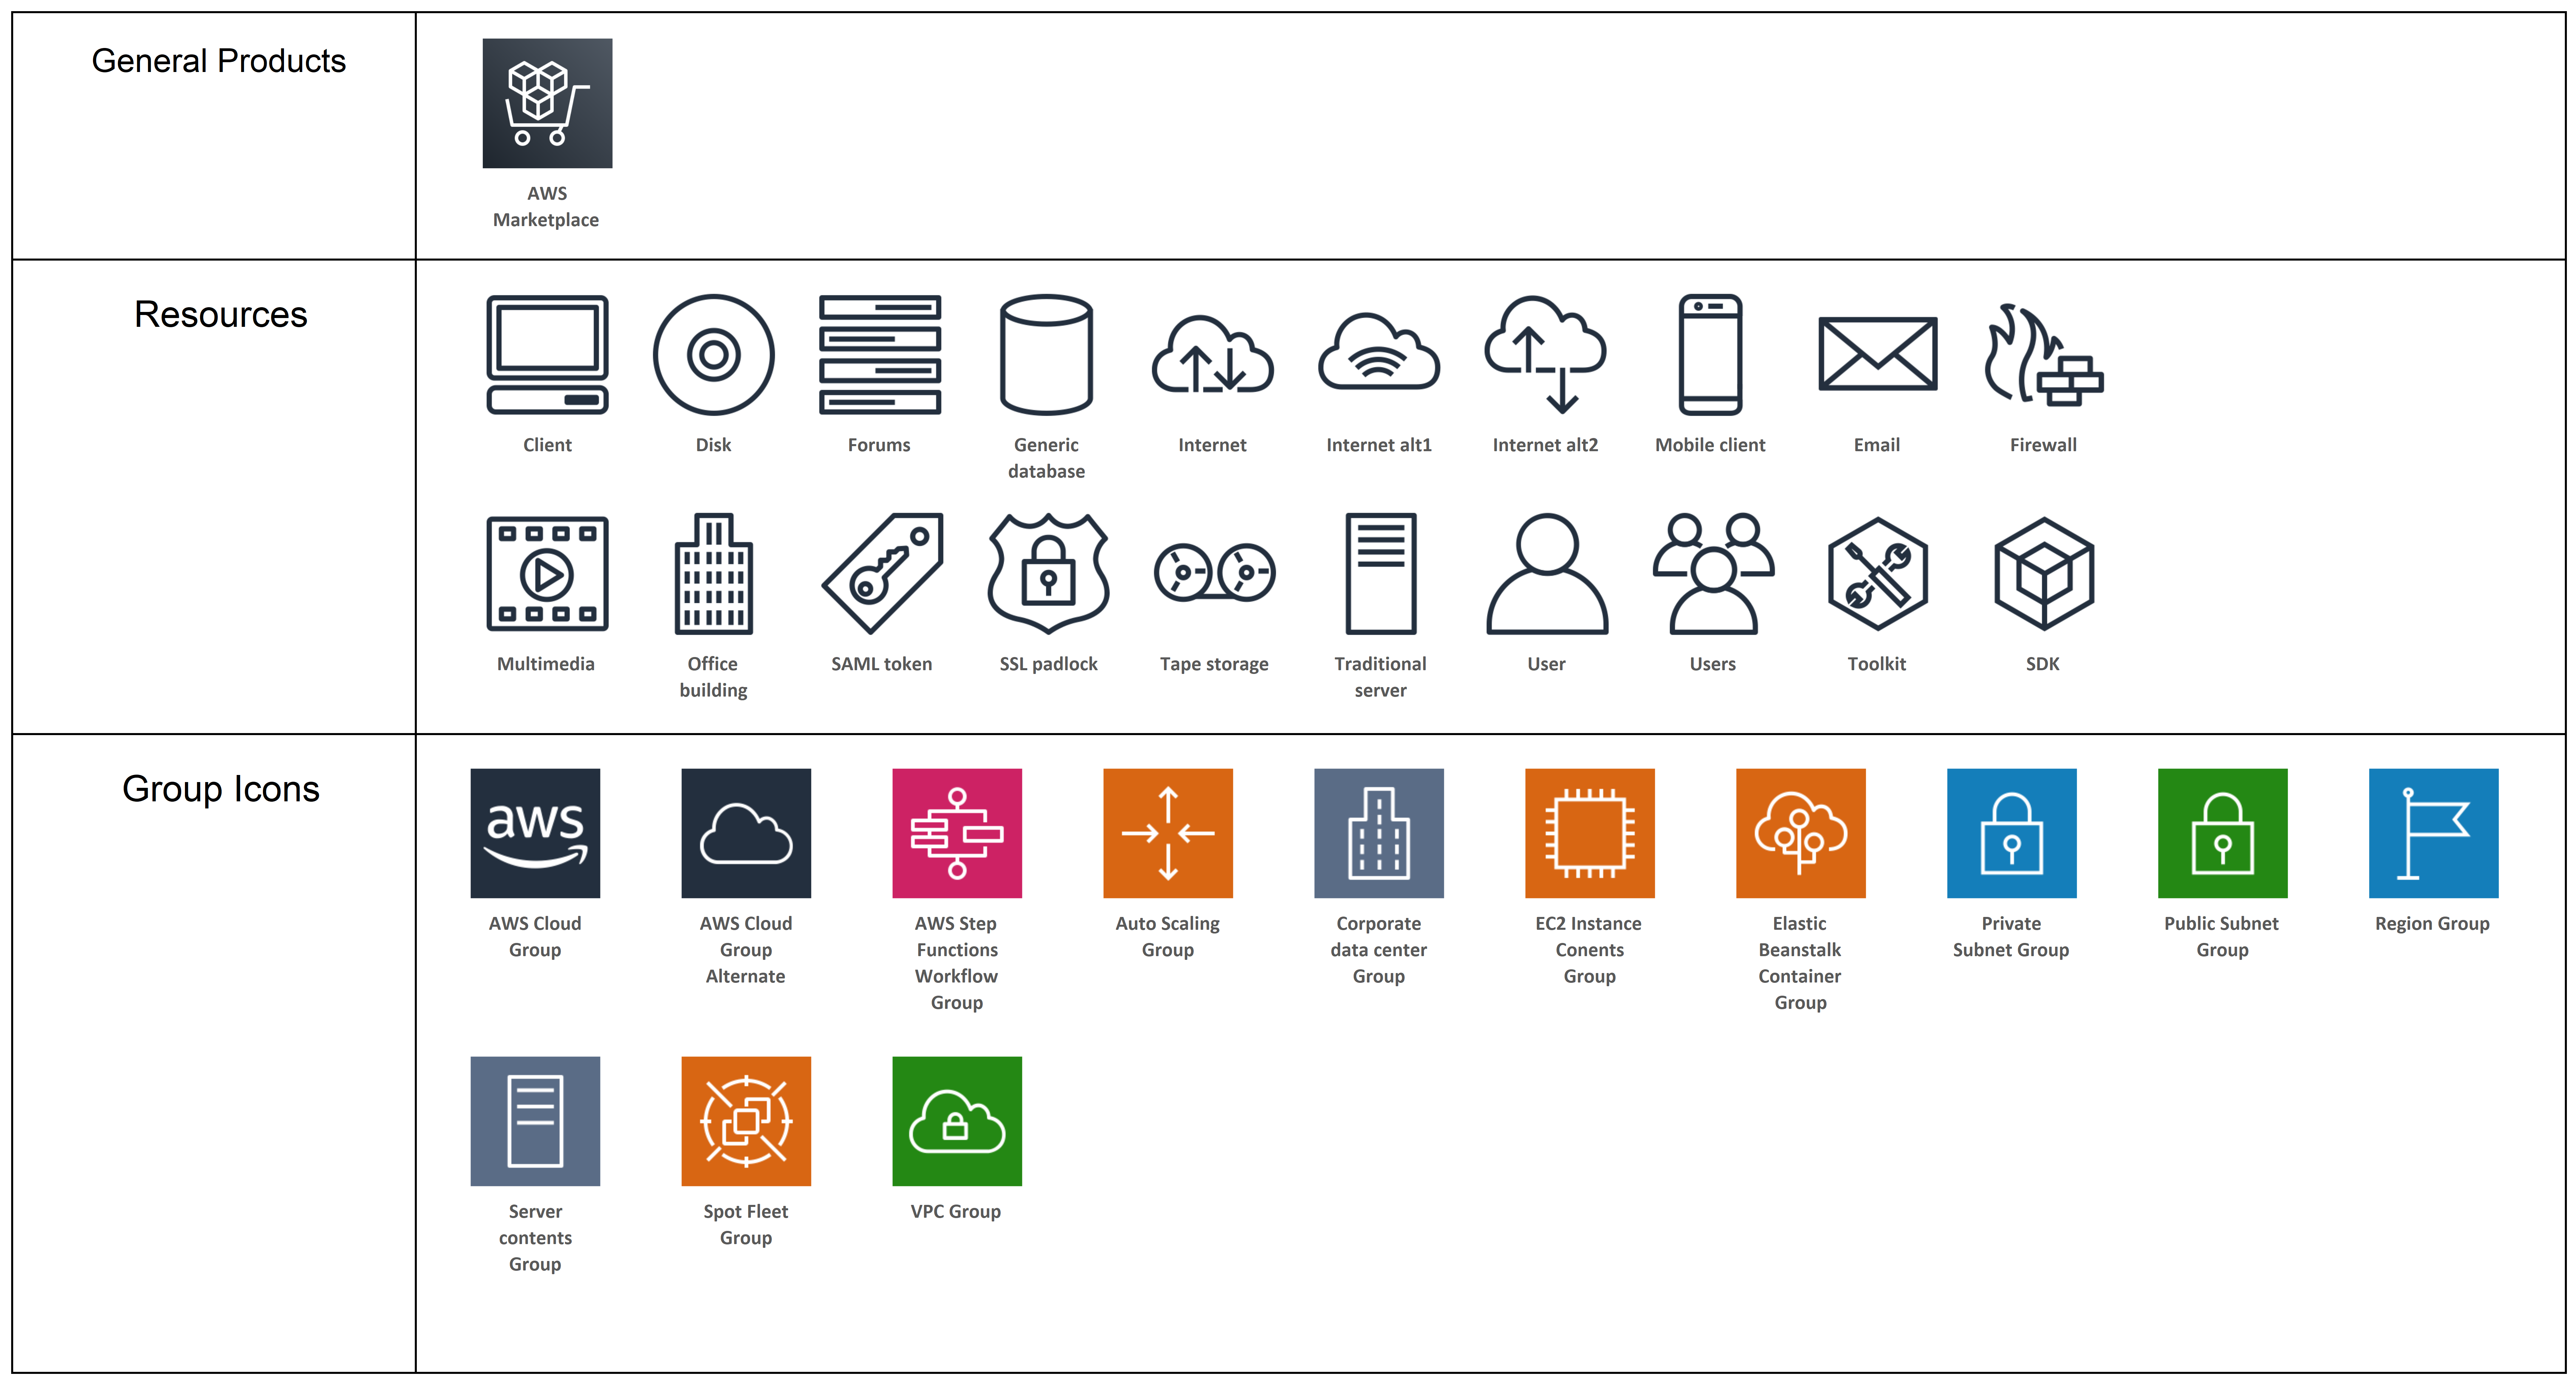 General Products
AWS
Marketplace
Resources
Client
Disk
Forums
Generic
database
Internet
Internet alt1
Internet alt2
Mobile client
Email
Firewall
Multimedia
Office
building
SAML token
SSL padlock
Tape storage
Traditional
server
User
Users
Toolkit
SDK
Group Icons
aws
AWS Cloud
Group
AWS Cloud
Group
Alternate
AWS Step
Functions
Workflow
Group
Auto Scaling
Group
Corporate
data center
Group
EC2 Instance
Conents
Group
Elastic
Beanstalk
Container
Group
Private
Subnet Group
Public Subnet
Group
Region Group
Server
contents
Group
Spot Fleet
Group
VPC Group